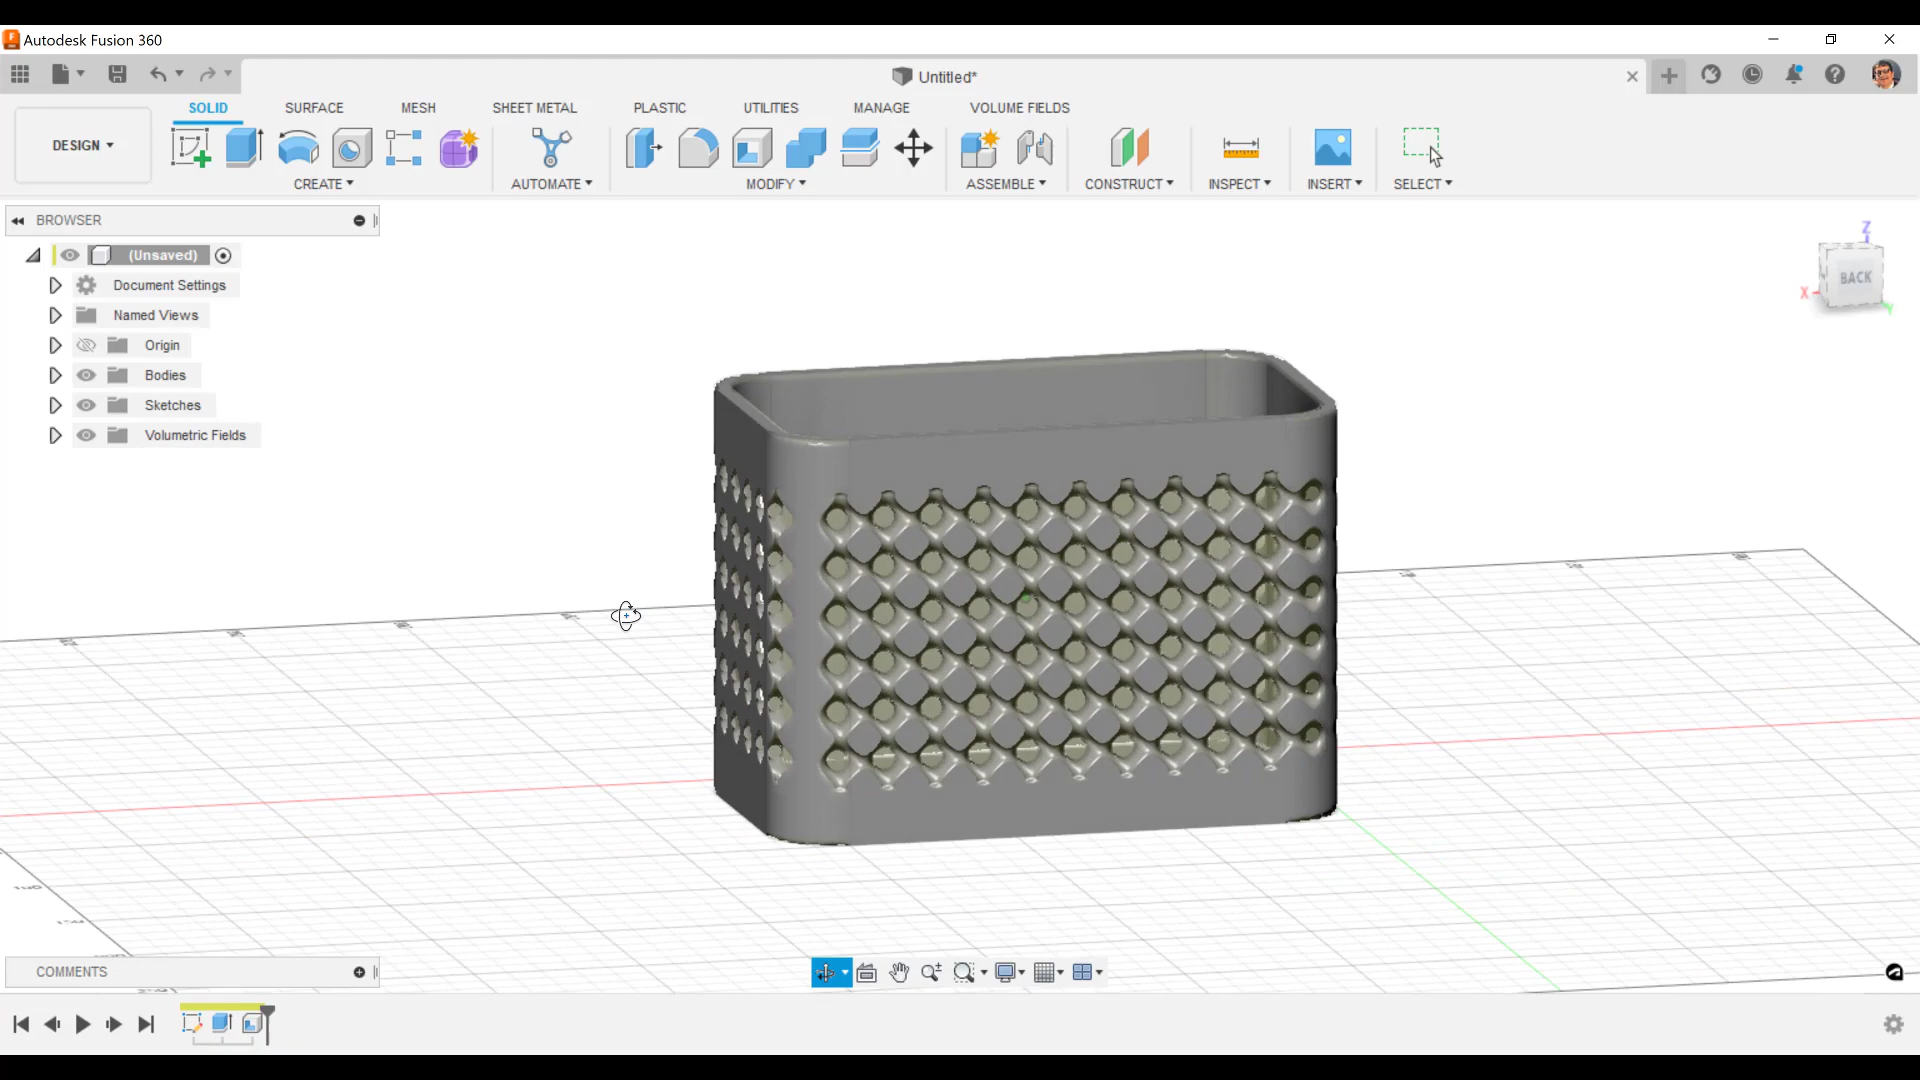 Autodesk Fusion 360
Untitled*
SOLID SURFACE MESH SHEET METAL PLASTIC UTILITIES MANAGE VOLUME FIELDS
DESIGN
CREATE AUTOMATE MODIFY ASSEMBLE CONSTRUCT INSPECT INSERT SELECT
BROWSER
(Unsaved)
Document Settings
Named Views
Origin
Bodies
Sketches
Volumetric Fields
Z
BACK
X
Y
COMMENTS